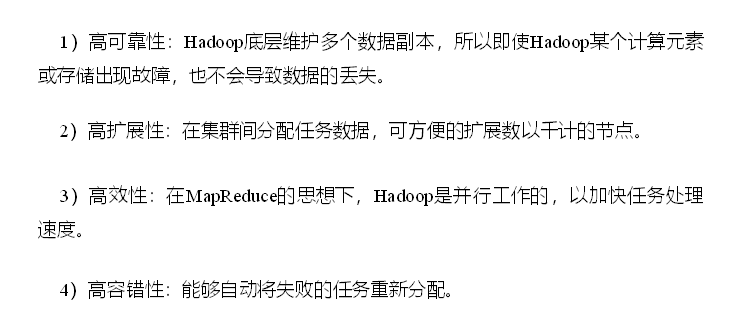 1）高可靠性：Hadoop底层维护多个数据副本，所以即使Hadoop某个计算元素
或存储出现故障，也不会导致数据的丢失。
2）高扩展性：在集群间分配任务数据，可方便的扩展数以千计的节点。
3）高效性：在MapReduce的思想下，Hadoop是并行工作的，以加快任务处理
速度。
4）高容错性：能够自动将失败的任务重新分配。